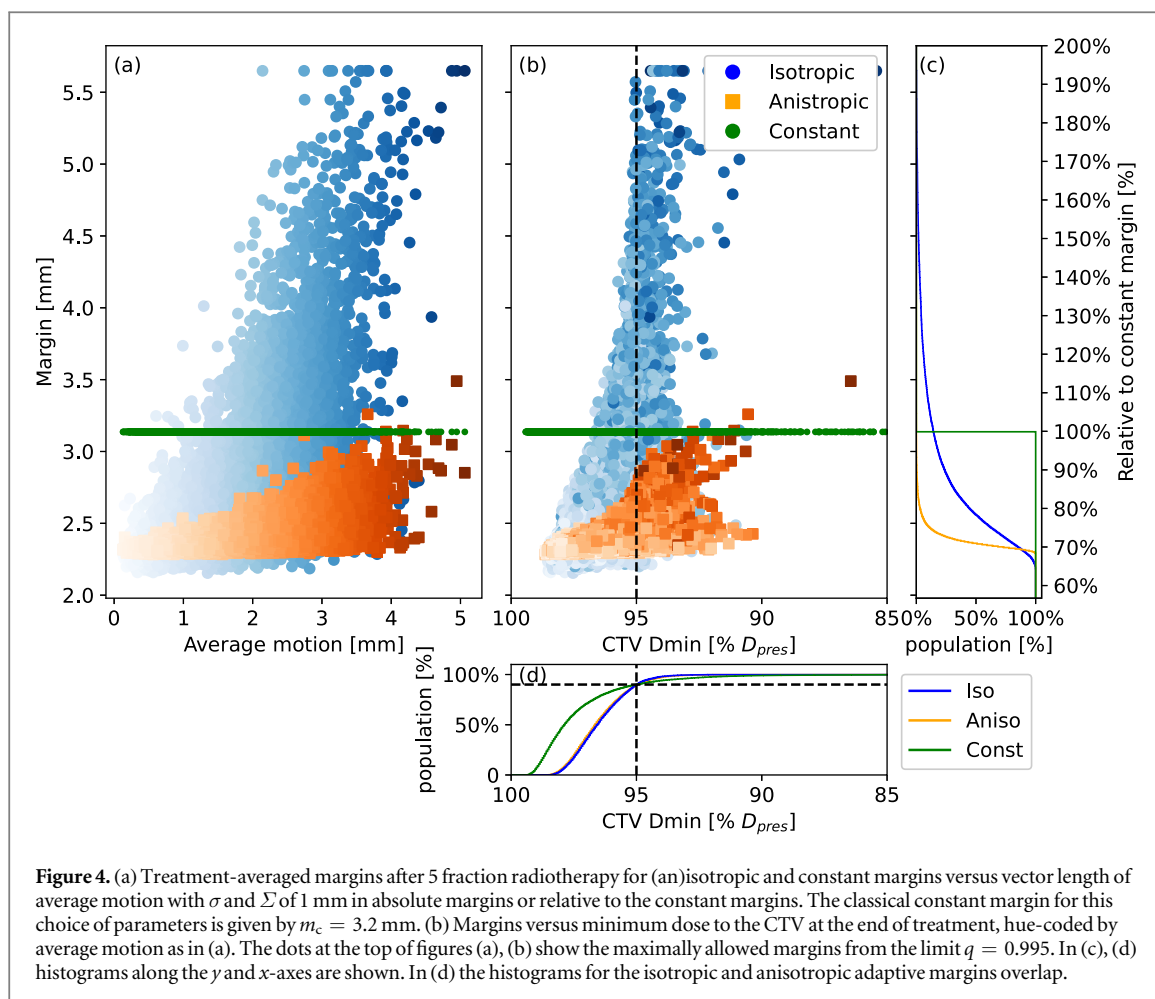 (a)
(b)
(c)
Isotropic
Anistropic
Constant
Margin [mm]
5.5
5.0
4.5
4.0
3.5
3.0
2.5
2.0
0 1 2 3 4 5
Average motion [mm]
100 95 90 85
CTV Dmin [% D_pres]
200%
190%
180%
170%
160%
150%
140%
130%
120%
110%
100%
90%
80%
70%
60%
Relative to constant margin [%]
0% 50% 100%
population [%]
(d)
population [%]
100%
50%
0
100 95 90 85
CTV Dmin [% D_pres]
Iso
Aniso
Const
Figure 4. (a) Treatment-averaged margins after 5 fraction radiotherapy for (an)isotropic and constant margins versus vector length of
average motion with σ and Σ of 1 mm in absolute margins or relative to the constant margins. The classical constant margin for this
choice of parameters is given by m_c = 3.2 mm. (b) Margins versus minimum dose to the CTV at the end of treatment, hue-coded by
average motion as in (a). The dots at the top of figures (a), (b) show the maximally allowed margins from the limit q = 0.995. In (c), (d)
histograms along the y and x-axes are shown. In (d) the histograms for the isotropic and anisotropic adaptive margins overlap.